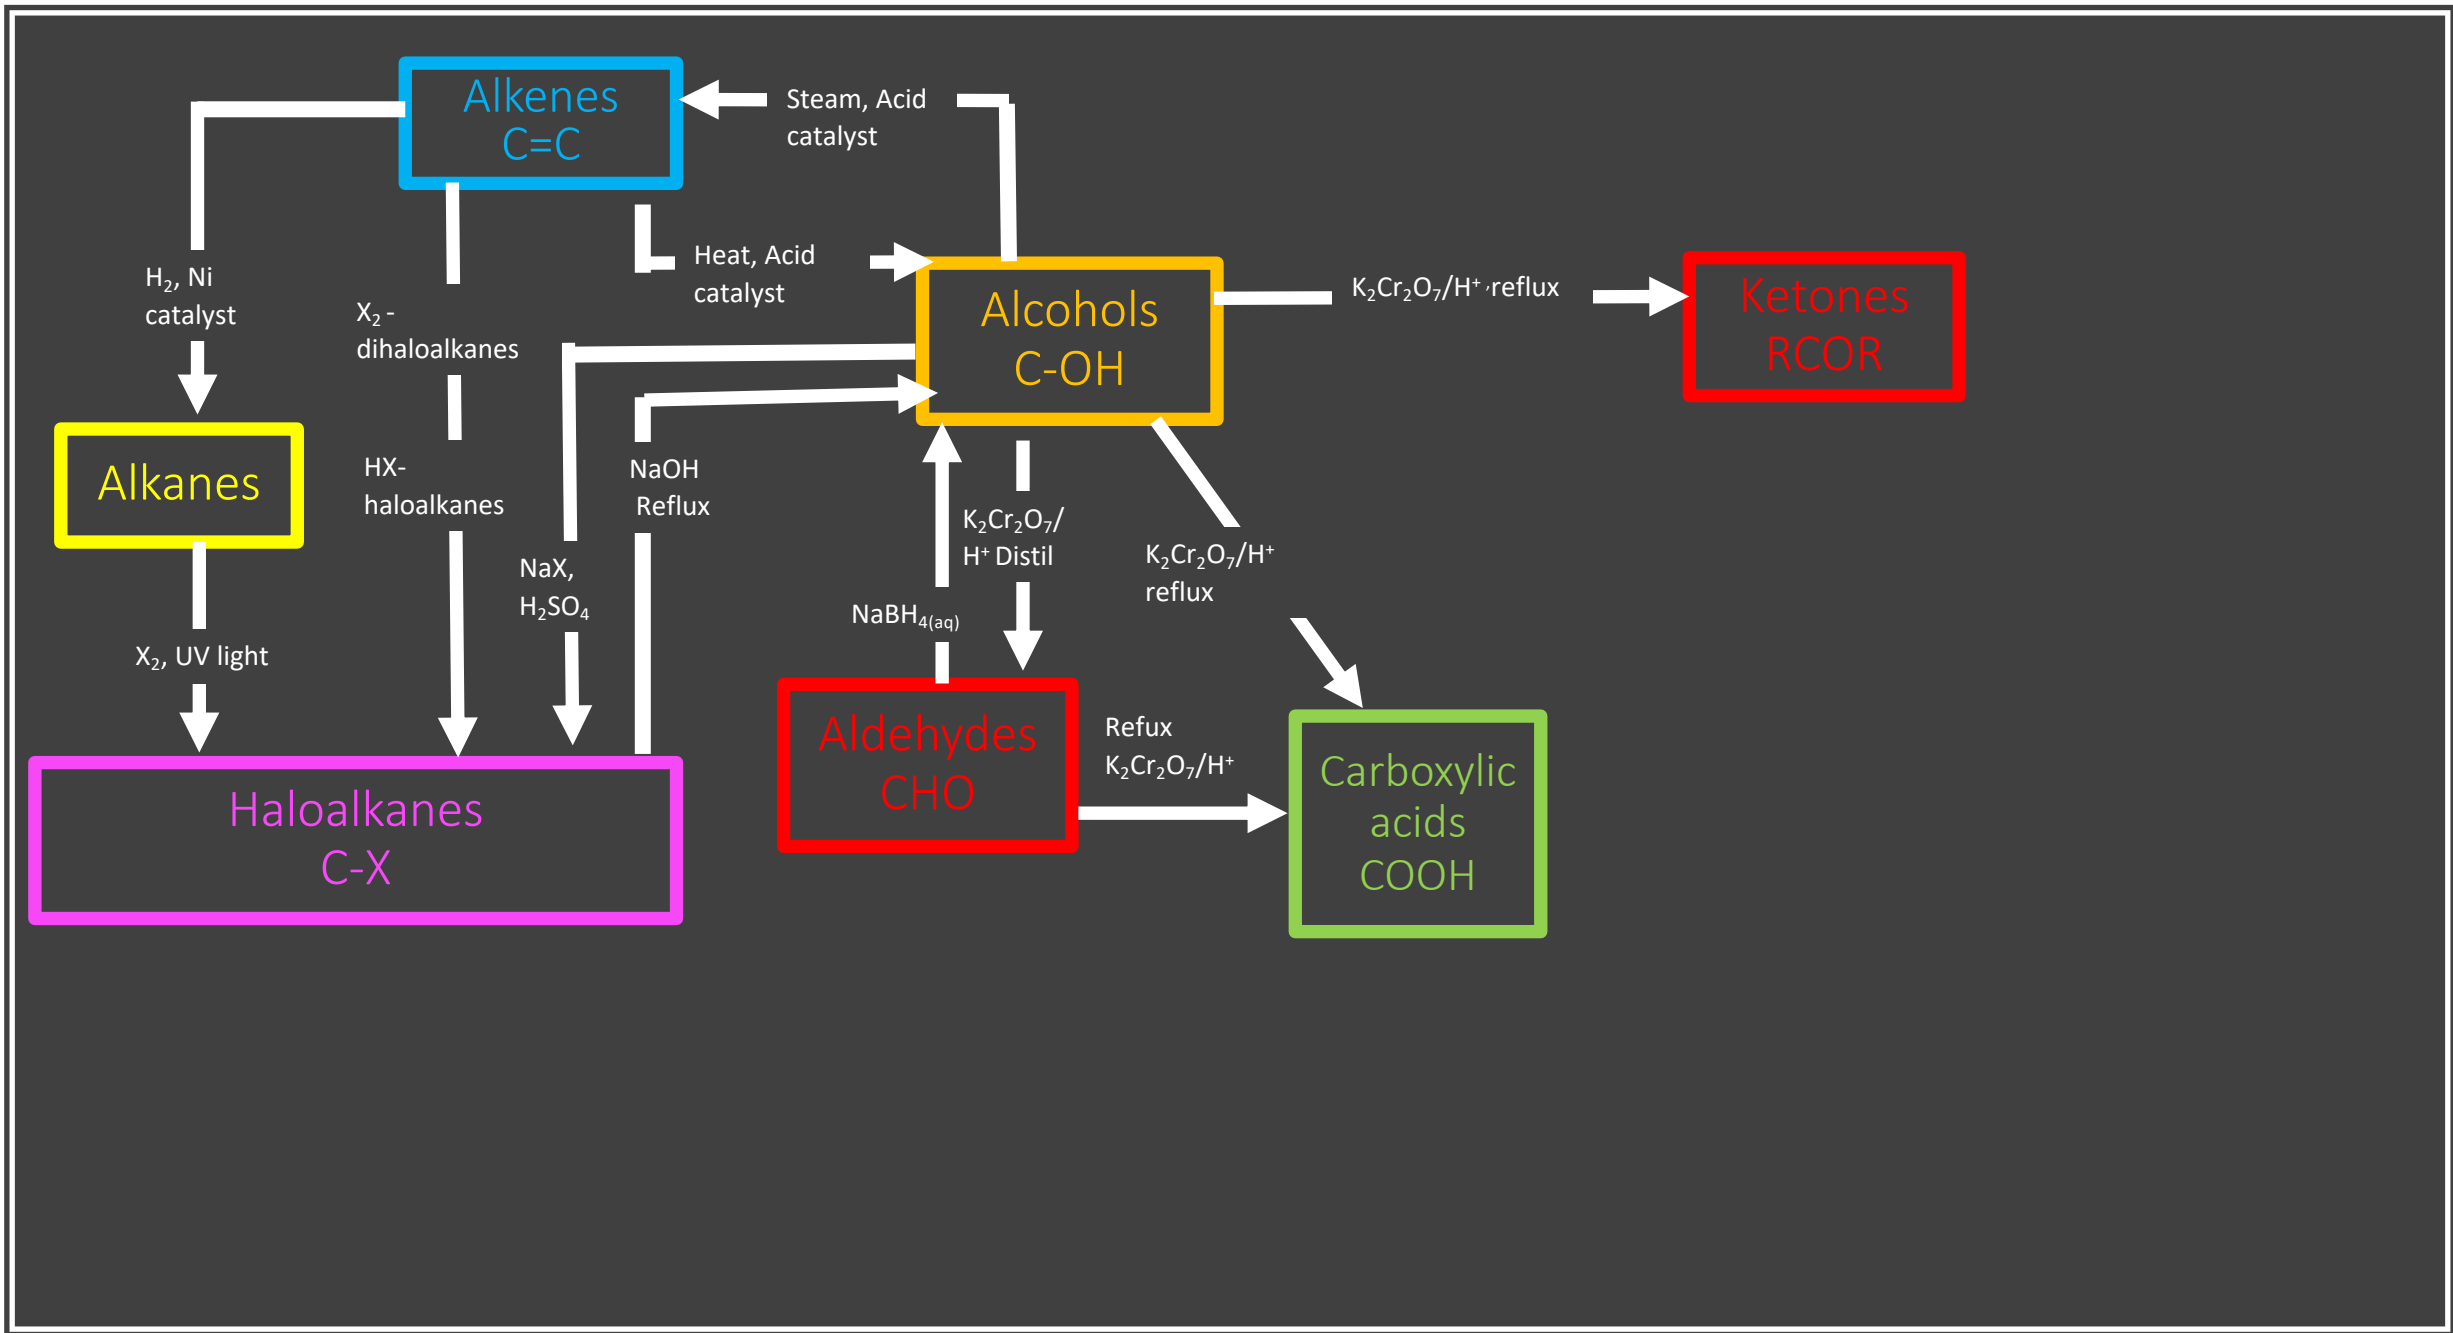 Alkenes
C=C
Steam, Acid
catalyst
H₂, Ni
catalyst
Heat, Acid
catalyst
X₂ -
dihaloalkanes
Alcohols
C-OH
K₂Cr₂O₇/H⁺ ,reflux
Ketones
RCOR
Alkanes
HX-
haloalkanes
NaOH
Reflux
NaX,
H₂SO₄
K₂Cr₂O₇/
H⁺ Distil
K₂Cr₂O₇/H⁺
reflux
NaBH₄₍aq₎
X₂, UV light
Aldehydes
CHO
Refux
K₂Cr₂O₇/H⁺
Carboxylic
acids
COOH
Haloalkanes
C-X